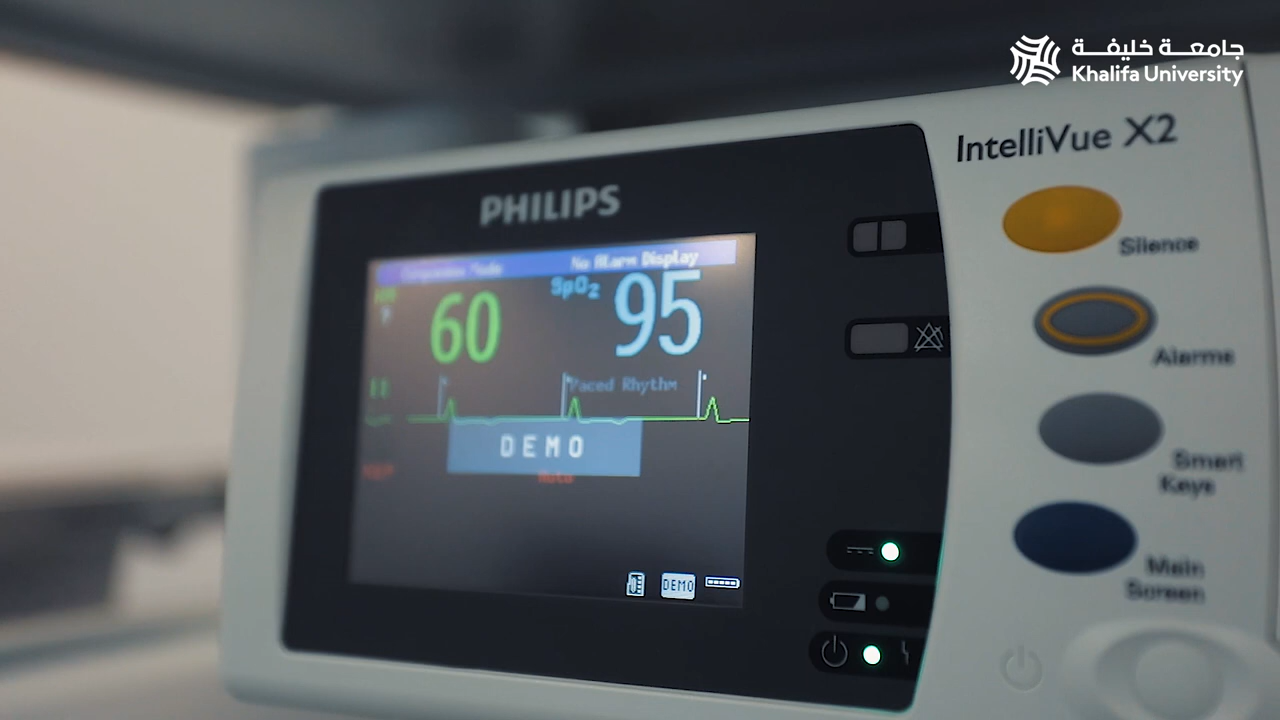 جامعـة خليفـة
Khalifa University
IntelliVue X2
PHILIPS
Silence
No Alarm Display
SpO₂
60
95
Alarms
Paced Rhythm
DEMO
Auto
Smart
Keys
Main
Screen
DEMO